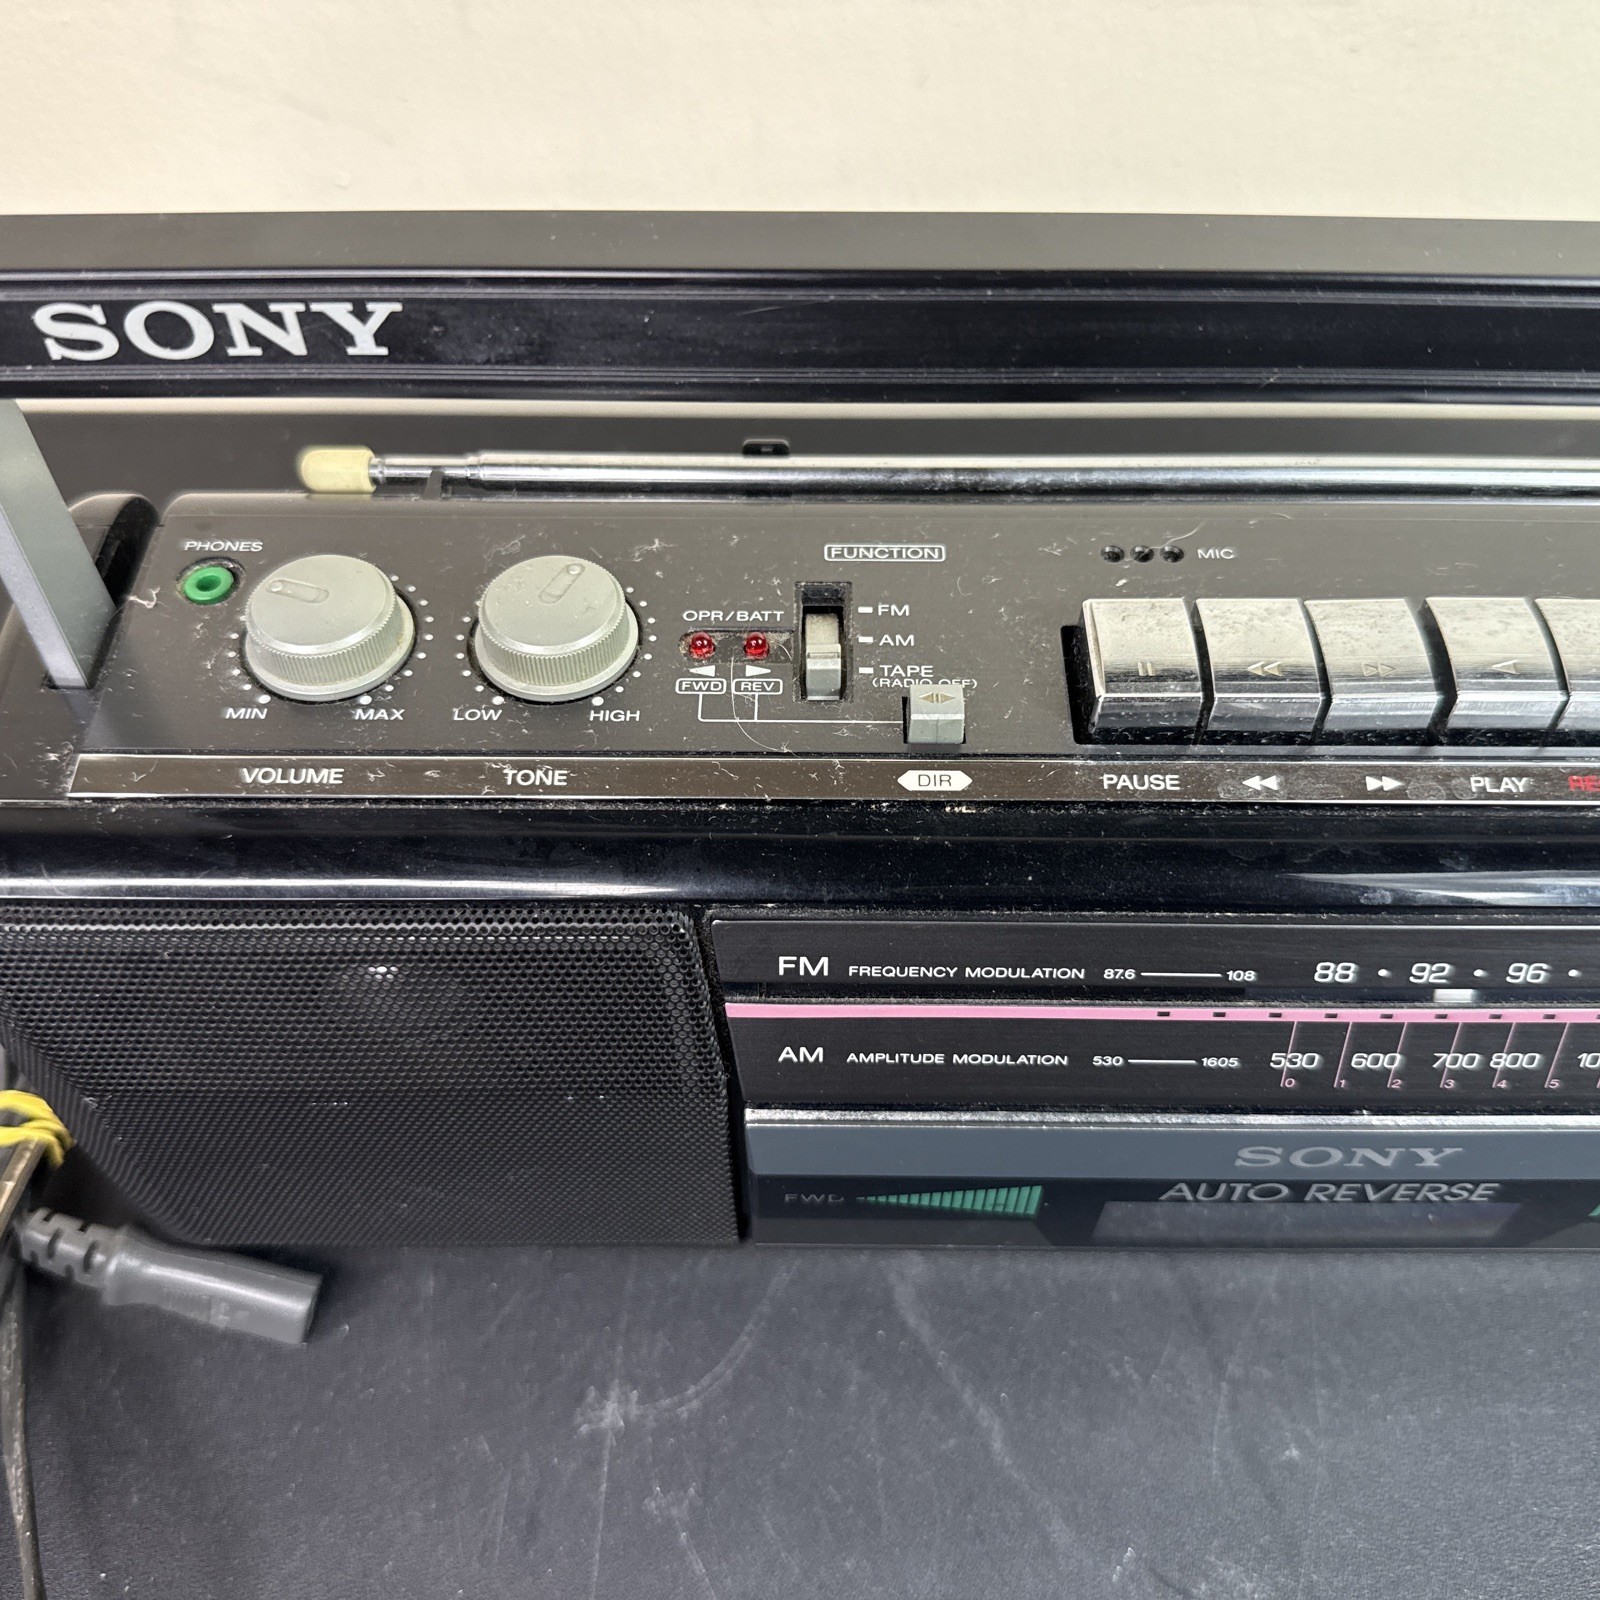 SONY
PHONES
FUNCTION
MIC
OPR/BATT
FM
AM
TAPE
(RADIO OFF)
FWD REV
MIN MAX LOW HIGH
VOLUME TONE DIR PAUSE PLAY
FM FREQUENCY MODULATION 87.6 108 88 • 92 • 96 •
AM AMPLITUDE MODULATION 530 1605 530 600 700 800
0 1 2 3 4 5
SONY
FWD AUTO REVERSE